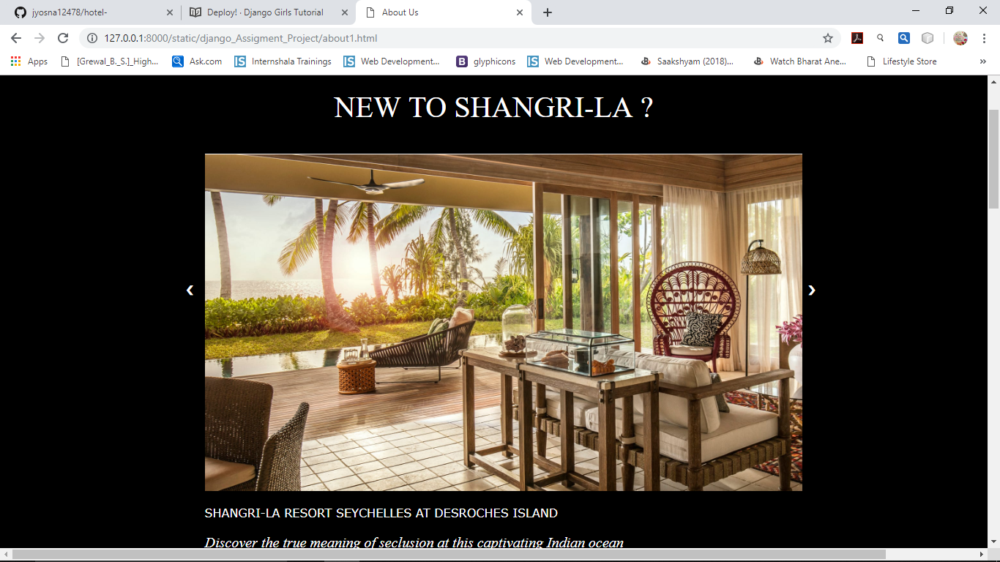 jyosna12478/hotel-
Deploy! · Django Girls Tutorial
About Us
127.0.0.1:8000/static/django_Assigment_Project/about1.html
Apps
[Grewal_B._S.]_High...
Ask.com
IS Internshala Trainings
IS Web Development...
B glyphicons
IS Web Development...
Saakshyam (2018)...
Watch Bharat Ane...
Lifestyle Store
»
NEW TO SHANGRI-LA ?
‹
›
SHANGRI-LA RESORT SEYCHELLES AT DESROCHES ISLAND
Discover the true meaning of seclusion at this captivating Indian ocean